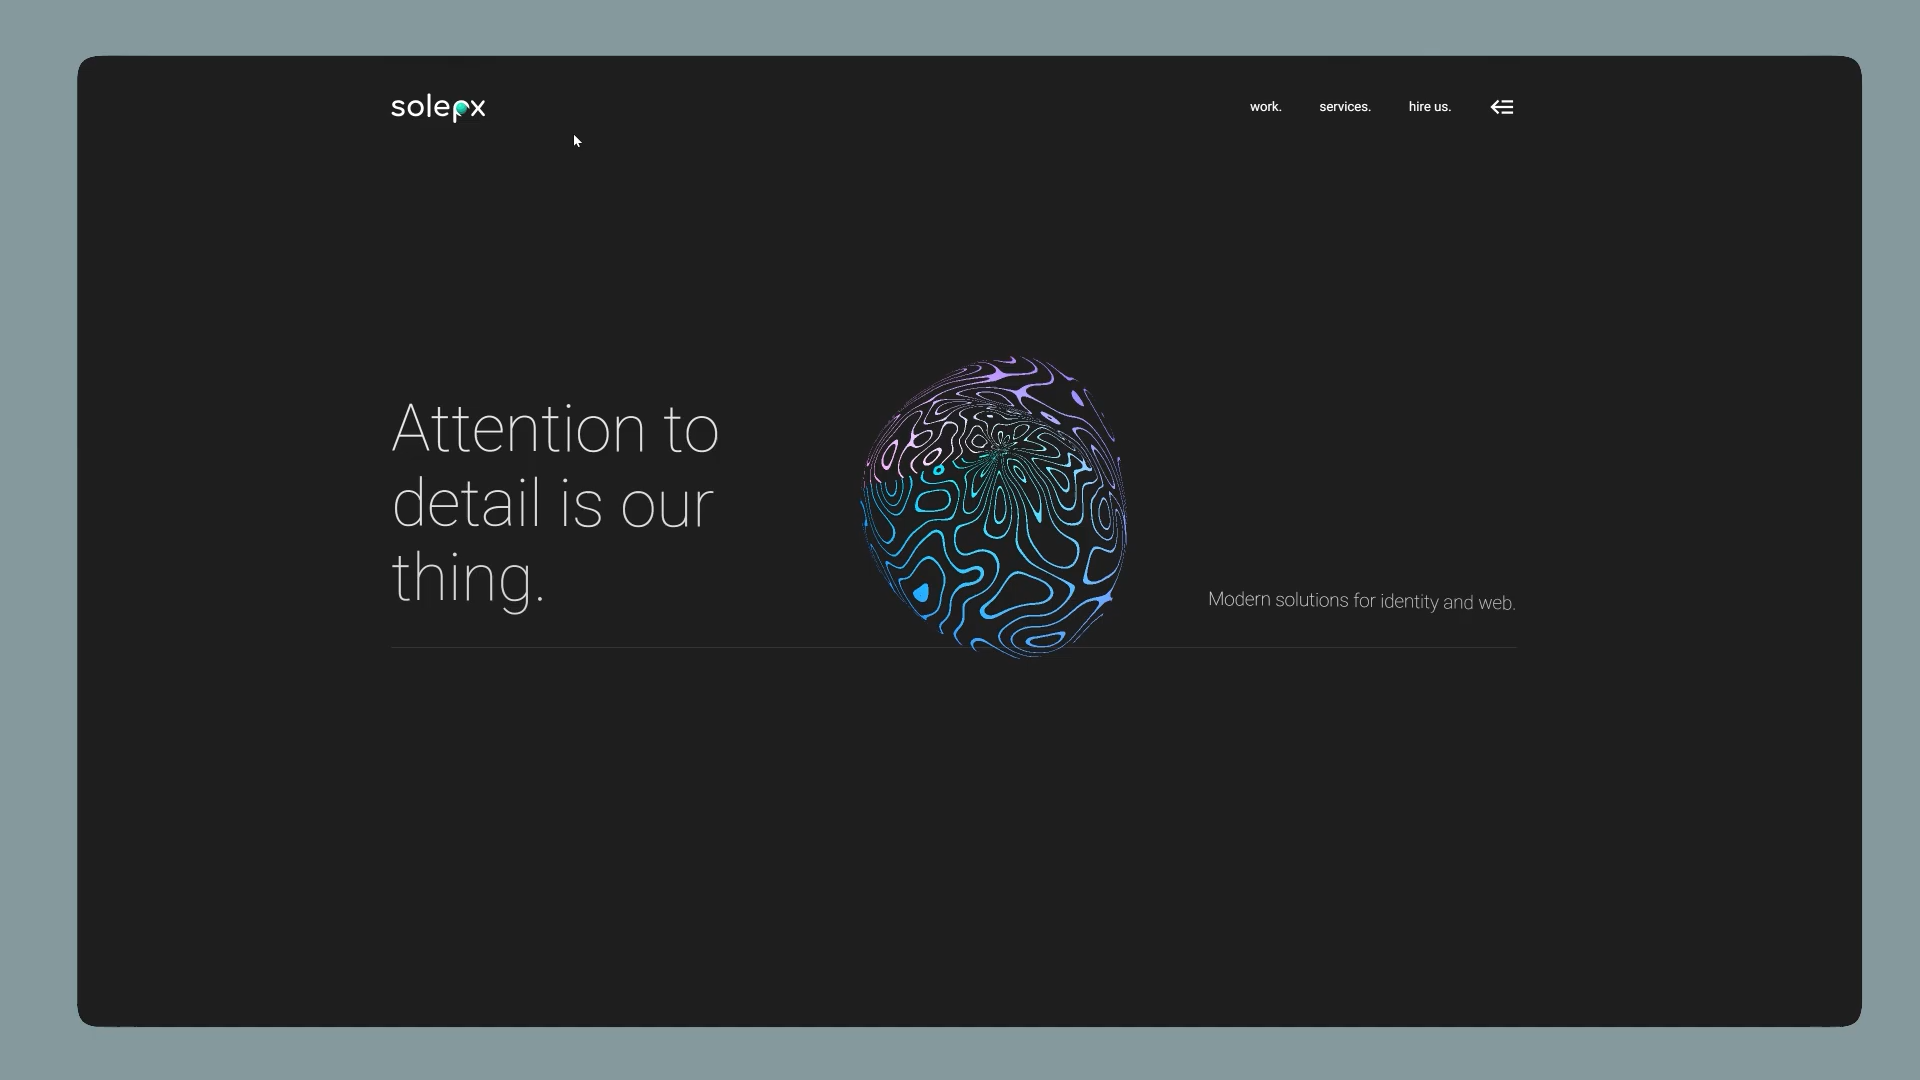 solepx
work. services. hire us.
Attention to
detail is our
thing.
Modern solutions for identity and web.